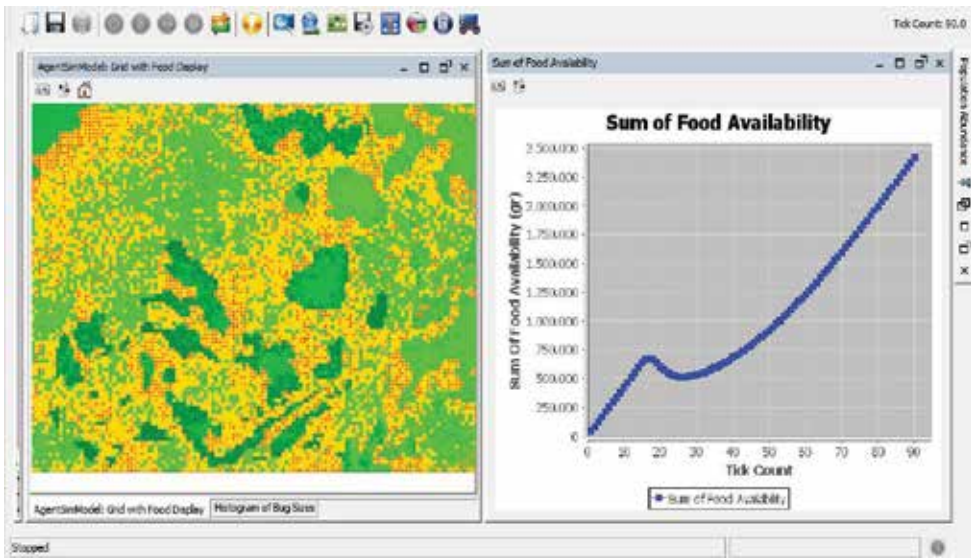 Tick Count: 90.0
AgentSimModel: Grid with Food Display
Sum of Food Availability
Sum of Food Availability
2.500.000
2.250.000
2.000.000
1.750.000
1.500.000
1.250.000
1.000.000
750.000
500.000
250.000
0
Sum Of Food Availability (gr)
0 10 20 30 40 50 60 70 80 90
Tick Count
Sum of Food Availability
Population Abundance
AgentSimModel: Grid with Food Display
Histogram of Bug Sizes
Stopped